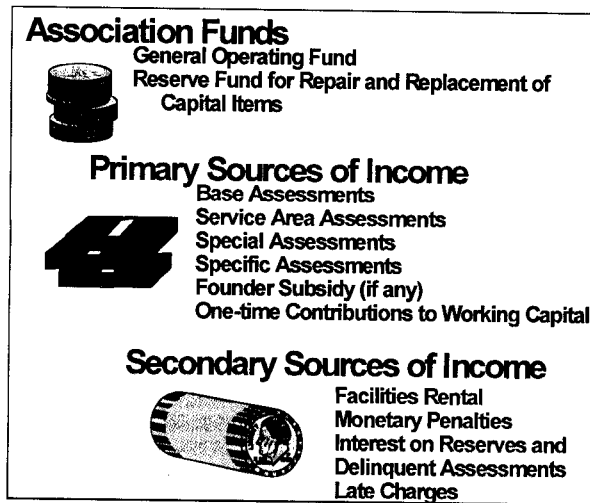 Association Funds
General Operating Fund
Reserve Fund for Repair and Replacement of
Capital Items
Primary Sources of Income
Base Assessments
Service Area Assessments
Special Assessments
Specific Assessments
Founder Subsidy (if any)
One-time Contributions to Working Capital
Secondary Sources of Income
Facilities Rental
Monetary Penalties
Interest on Reserves and
Delinquent Assessments
Late Charges